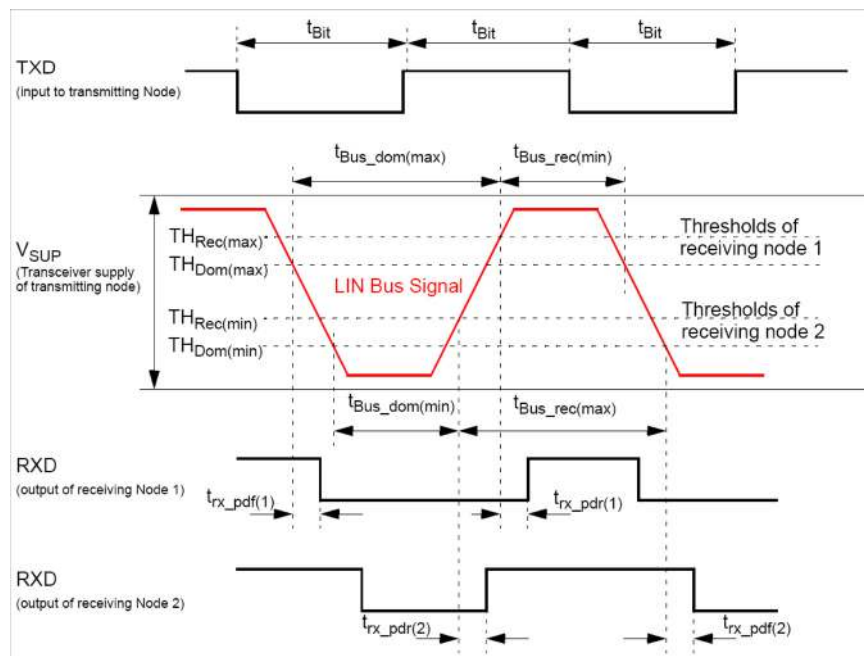 tBit tBit tBit
TXD
(input to transmitting Node)
tBus_dom(max) tBus_rec(min)
THRec(max)
Thresholds of
receiving node 1
VSUP
(Transceiver supply
of transmitting node)
THDom(max)
LIN Bus Signal
THRec(min)
Thresholds of
receiving node 2
THDom(min)
tBus_dom(min) tBus_rec(max)
RXD
(output of receiving Node 1)
trx_pdf(1) trx_pdr(1)
RXD
(output of receiving Node 2)
trx_pdr(2) trx_pdf(2)